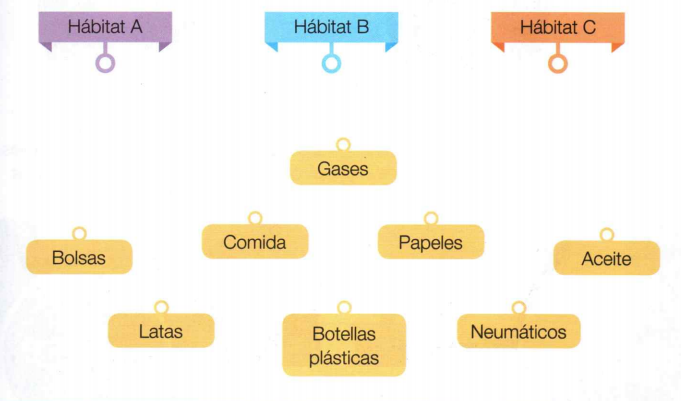 Hábitat A
Hábitat B
Hábitat C
Gases
Comida
Papeles
Bolsas
Aceite
Latas
Botellas
plásticas
Neumáticos